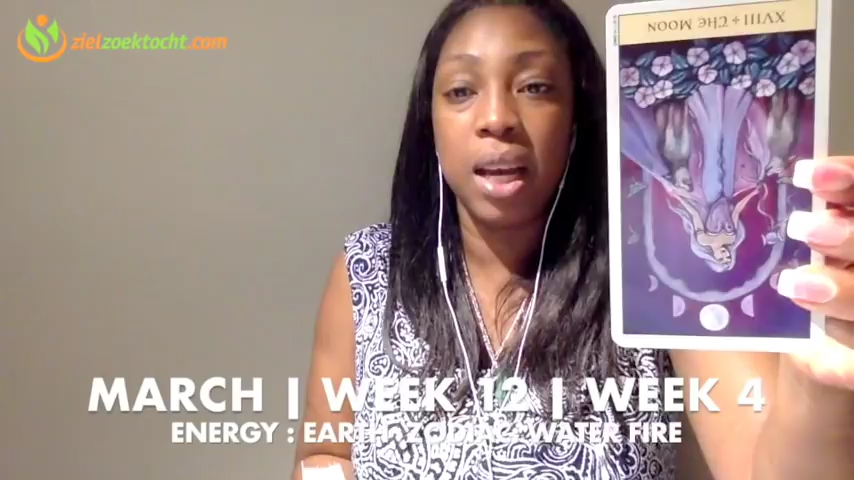 zielzoektocht.com
XVIII + THE MOON
MARCH | WEEK 12 | WEEK 4
ENERGY : EARTH, ZODIAC: WATER FIRE